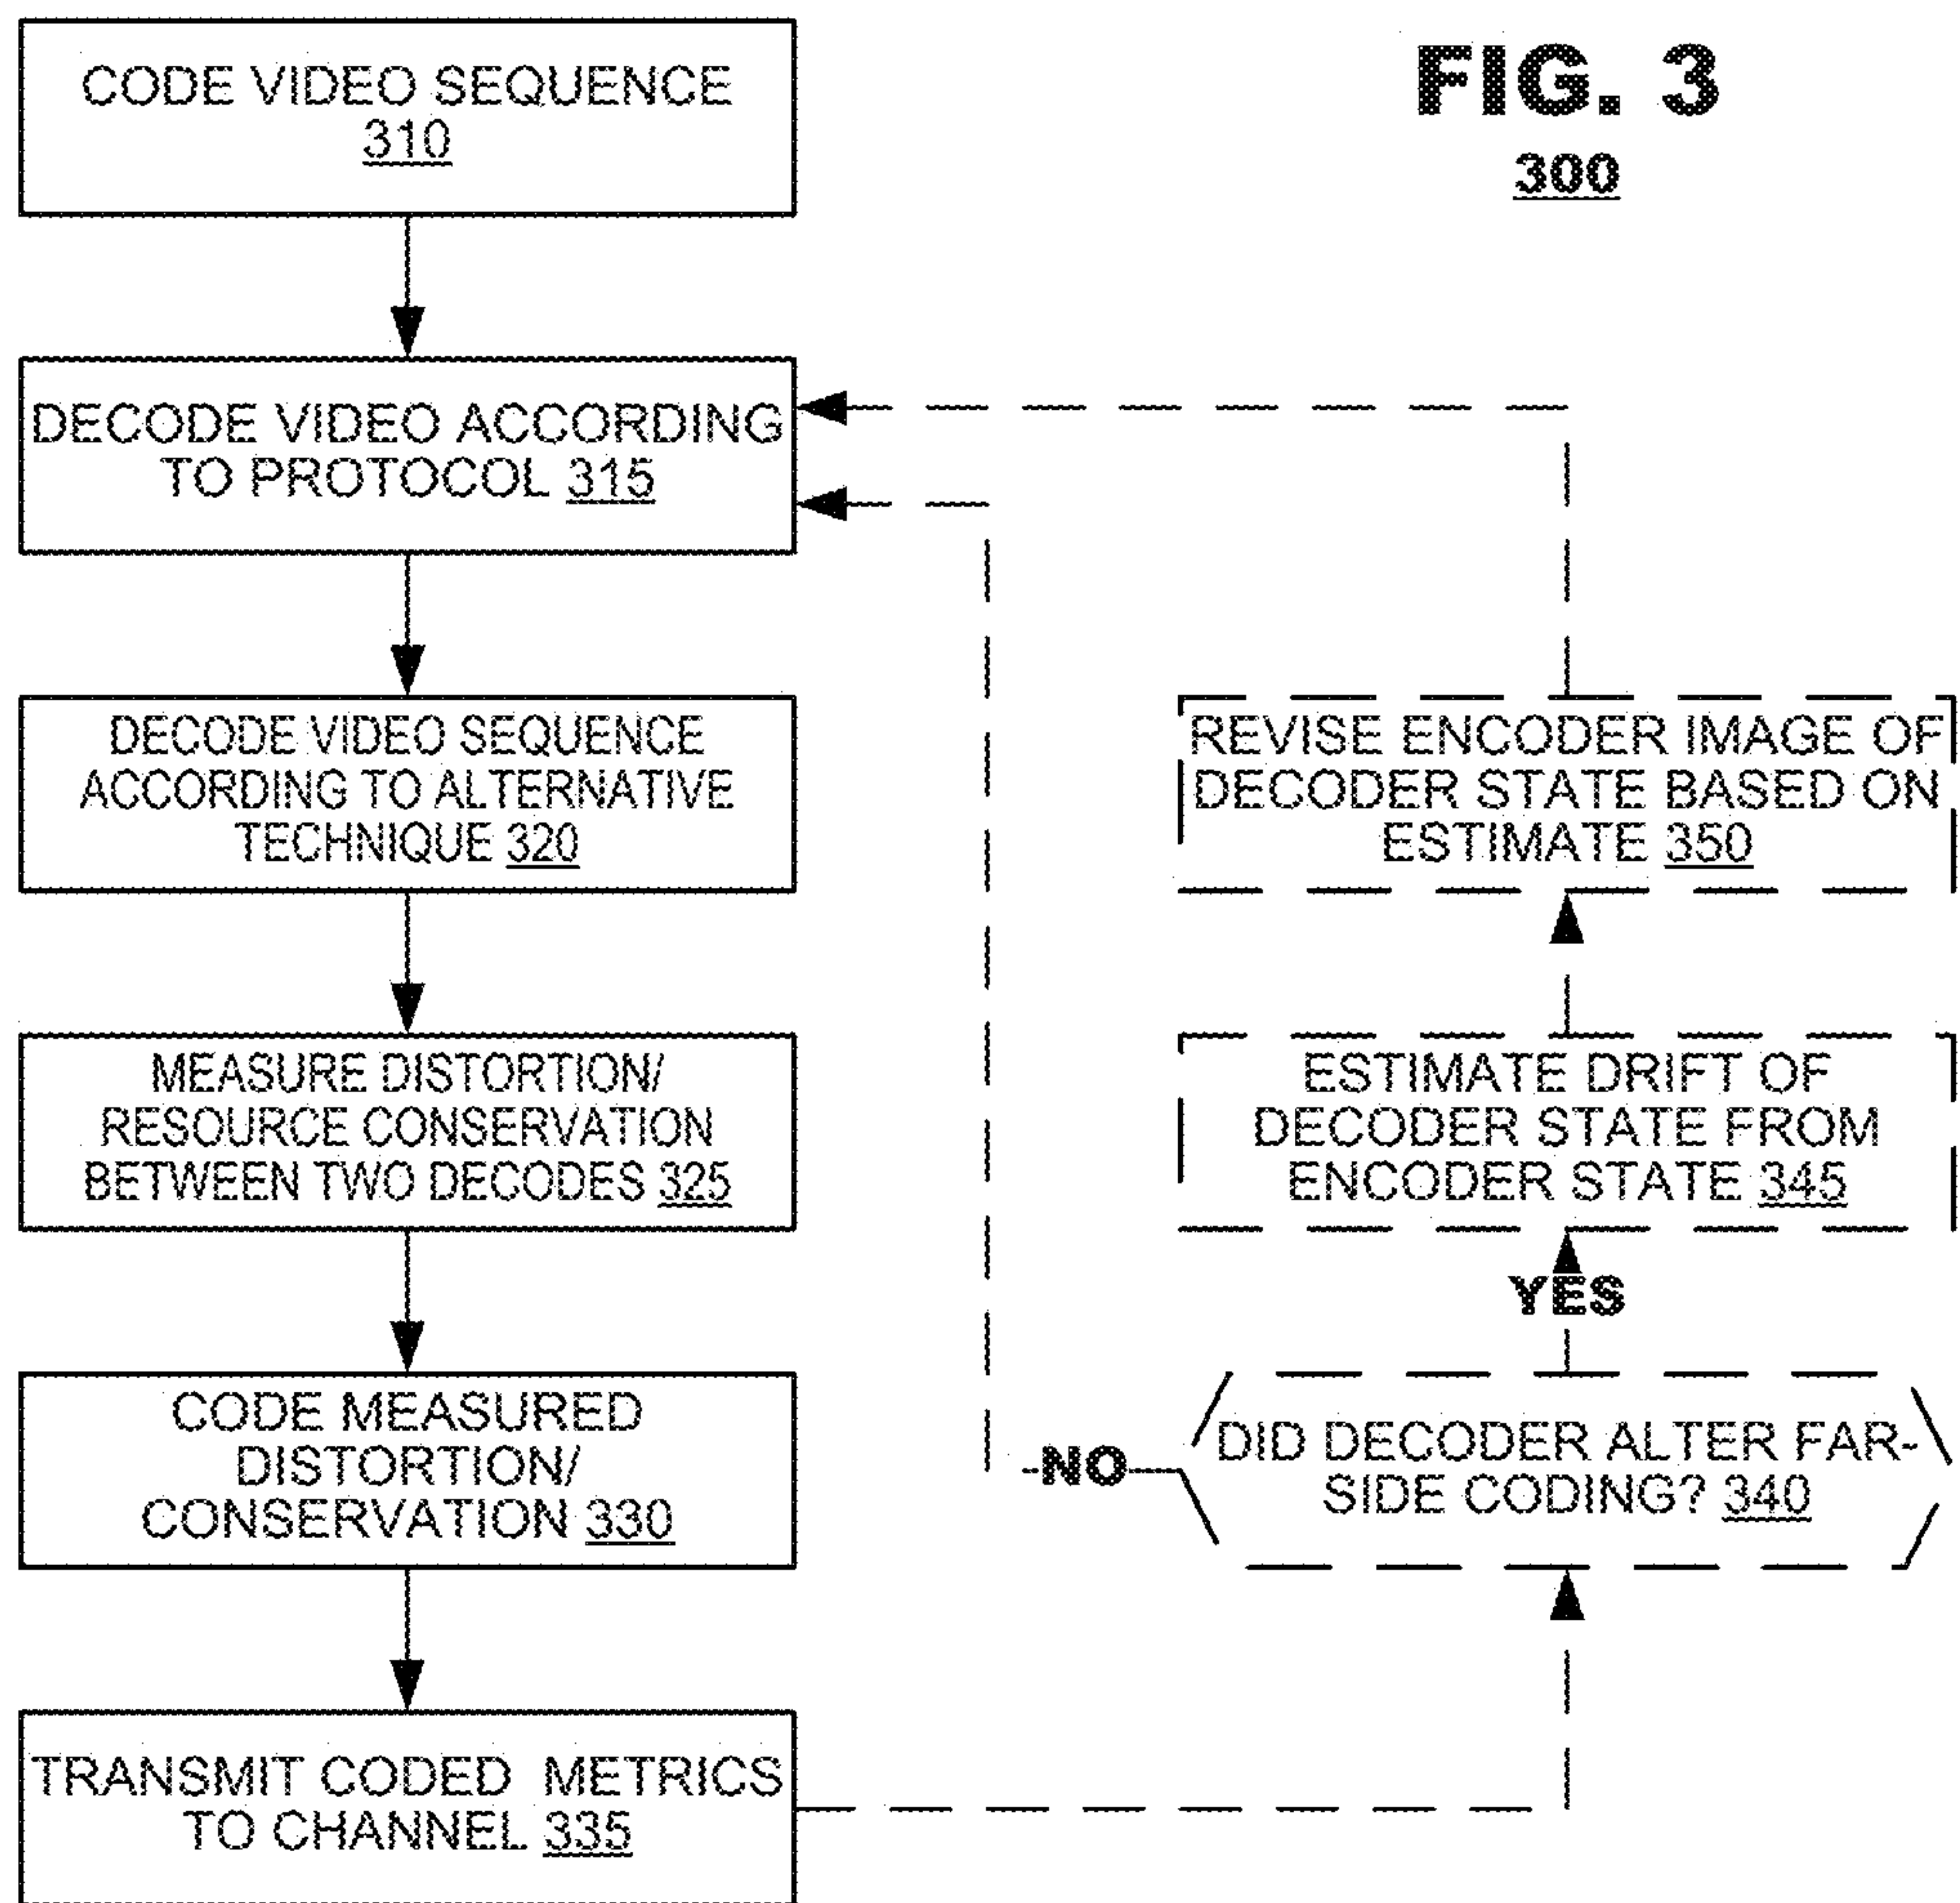 FIG. 3
300
CODE VIDEO SEQUENCE
310
DECODE VIDEO ACCORDING
TO PROTOCOL 315
DECODE VIDEO SEQUENCE
ACCORDING TO ALTERNATIVE
TECHNIQUE 320
MEASURE DISTORTION/
RESOURCE CONSERVATION
BETWEEN TWO DECODES 325
CODE MEASURED
DISTORTION/
CONSERVATION 330
TRANSMIT CODED METRICS
TO CHANNEL 335
REVISE ENCODER IMAGE OF
DECODER STATE BASED ON
ESTIMATE 350
ESTIMATE DRIFT OF
DECODER STATE FROM
ENCODER STATE 345
YES
DID DECODER ALTER FAR-
SIDE CODING? 340
NO